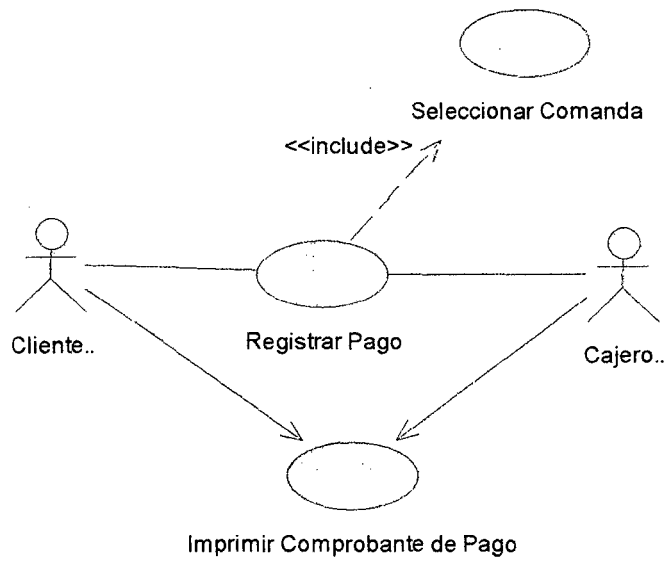 Seleccionar Comanda
<<include>>
Cliente..
Registrar Pago
Cajero..
Imprimir Comprobante de Pago